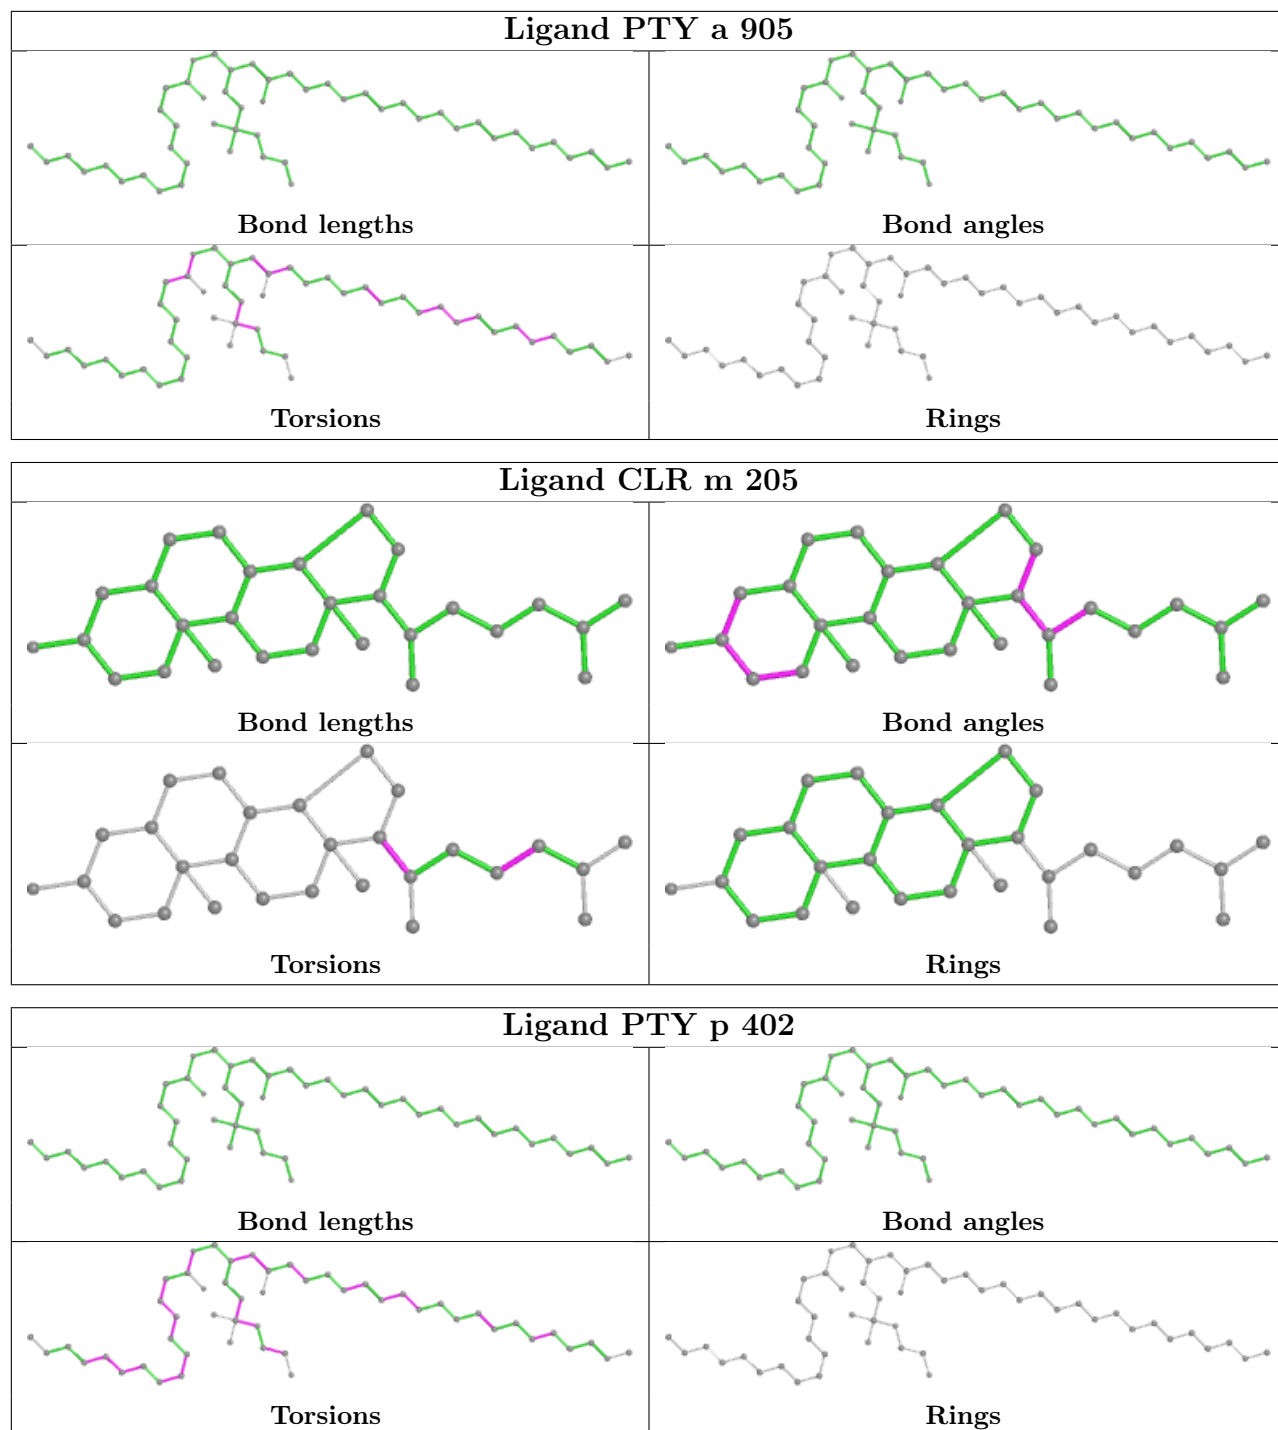 Ligand PTY a 905
Bond lengths
Bond angles
Torsions
Rings
Ligand CLR m 205
Bond lengths
Bond angles
Torsions
Rings
Ligand PTY p 402
Bond lengths
Bond angles
Torsions
Rings